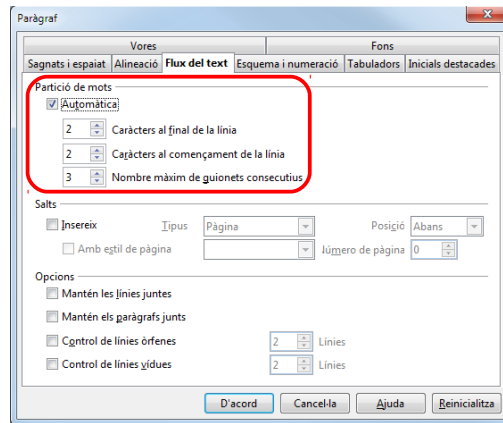 Paràgraf
Vores Fons
Sagnats i espaiat Alineació Flux del text Esquema i numeració Tabuladors Inicials destacades
Partició de mots
Automàtica
2 Caràcters al final de la línia
2 Caràcters al començament de la línia
3 Nombre màxim de guionets consecutius
Salts
Insereix Tipus Pàgina Posició Abans
Amb estil de pàgina Número de pàgina 0
Opcions
Mantén les línies juntes
Mantén els paràgrafs junts
Control de línies òrfenes 2 Línies
Control de línies vídues 2 Línies
D'acord Cancel·la Ajuda Reinicialitza